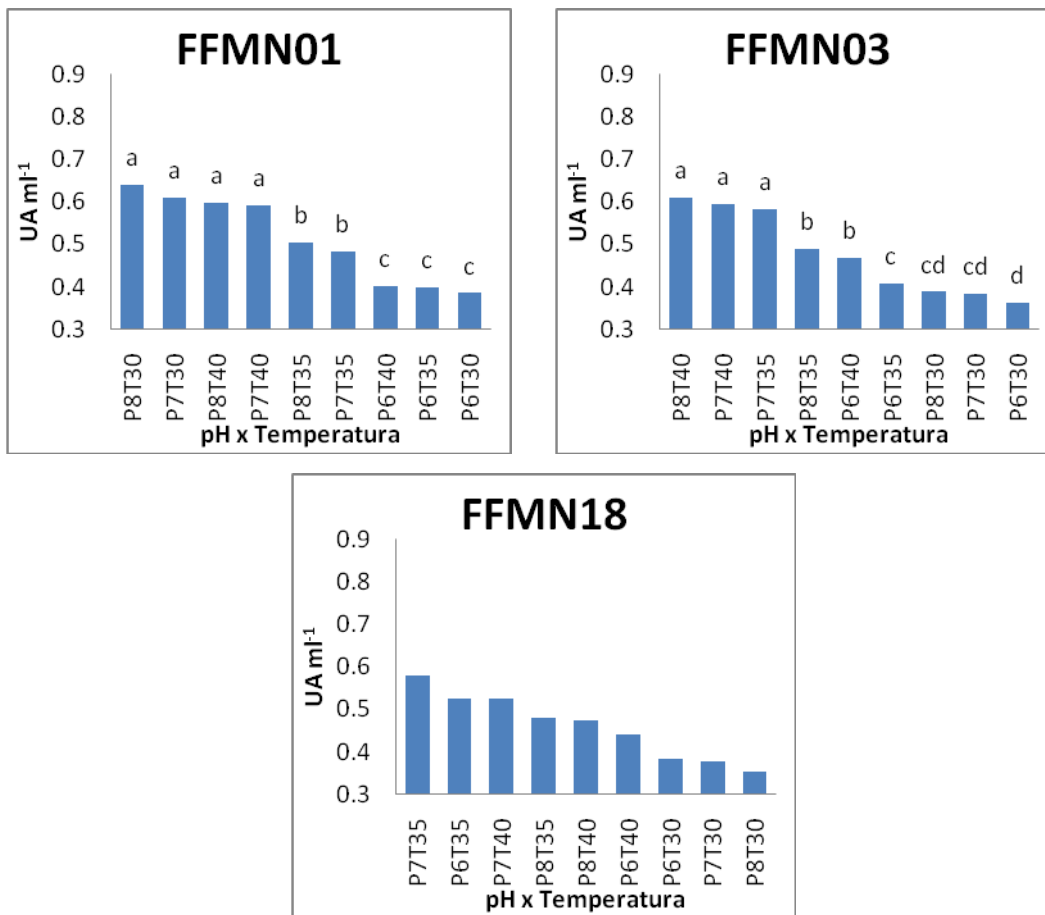 FFMN01
0.9
0.8
0.7
0.6
0.5
0.4
0.3
UA ml-1
a a a a b b c c c
P8T30 P7T30 P8T40 P7T40 P8T35 P7T35 P6T40 P6T35 P6T30
pH x Temperatura
FFMN03
0.9
0.8
0.7
0.6
0.5
0.4
0.3
UA ml-1
a a a b b c cd cd d
P8T40 P7T40 P7T35 P8T35 P6T40 P6T35 P8T30 P7T30 P6T30
pH x Temperatura
FFMN18
0.9
0.8
0.7
0.6
0.5
0.4
0.3
UA ml-1
P7T35 P6T35 P7T40 P8T35 P8T40 P6T40 P6T30 P7T30 P8T30
pH x Temperatura